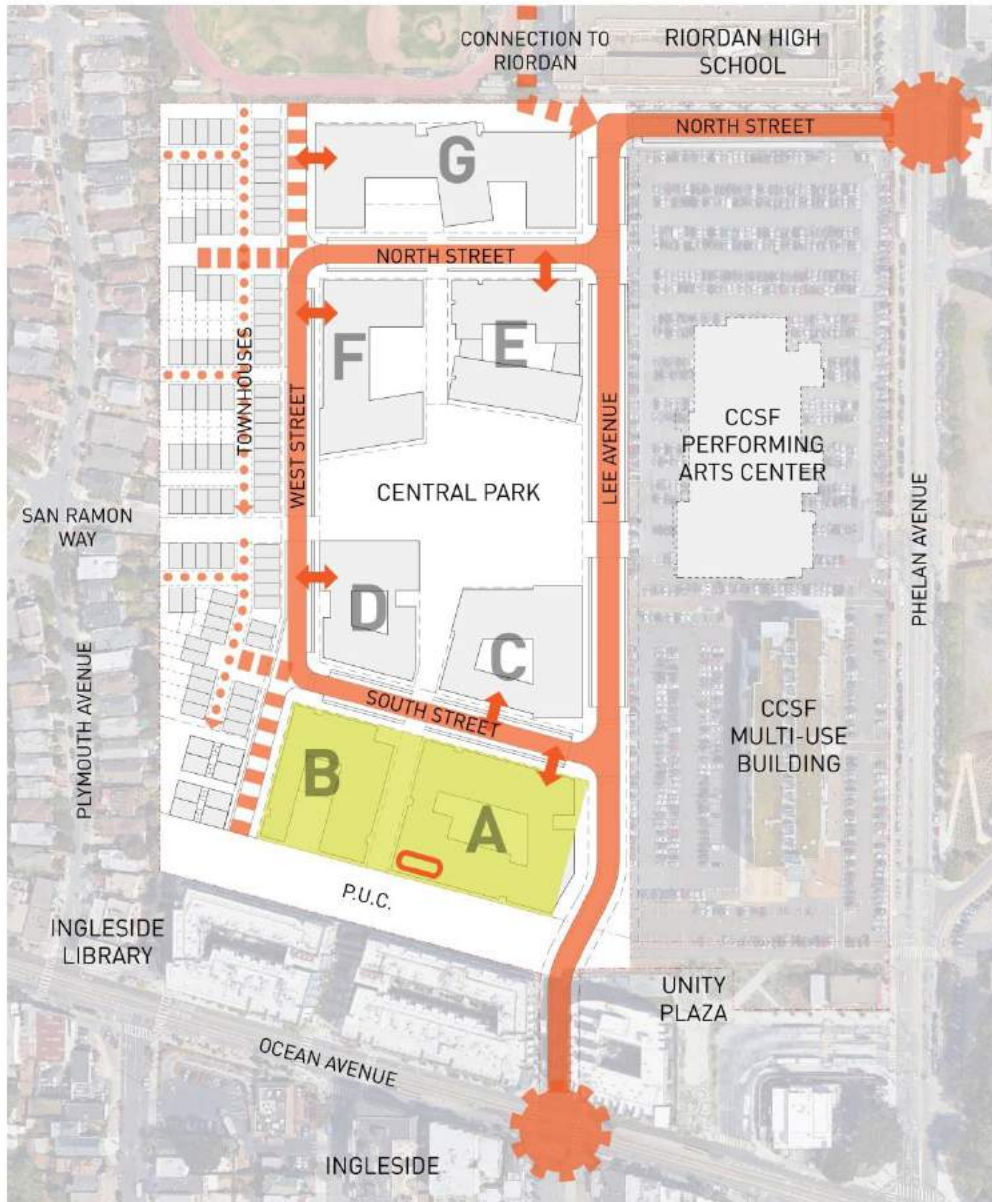 CONNECTION TO
RIORDAN
RIORDAN HIGH
SCHOOL
NORTH STREET
G
NORTH STREET
F
E
TOWNHOUSES
WEST STREET
LEE AVENUE
CENTRAL PARK
CCSF
PERFORMING
ARTS CENTER
SAN RAMON
WAY
PHELAN AVENUE
D
C
PLYMOUTH AVENUE
SOUTH STREET
CCSF
MULTI-USE
BUILDING
B
A
P.U.C.
INGLESIDE
LIBRARY
UNITY
PLAZA
OCEAN AVENUE
INGLESIDE